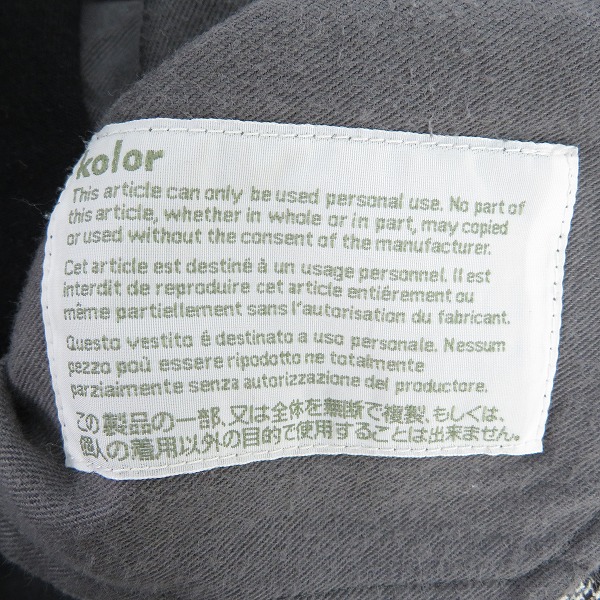 kolor
This article can only be used personal use. No part of
this article, whether in whole or in part, may copied
or used without the consent of the manufacturer.
Cet article est destiné à un usage personnel. Il est
interdit de reproduire cet article entiérement ou
même partiellement sans l'autorisation du fabricant.
Questo vestito é destinato a uso personale. Nessum
pezzo poù essere ripodotto ne totalmente
parziaimente senza autorizzazione del productore.
この製品の一部、又は全体を無断で複製、もしくは、
個人の着用以外の目的で使用することは出来ません。